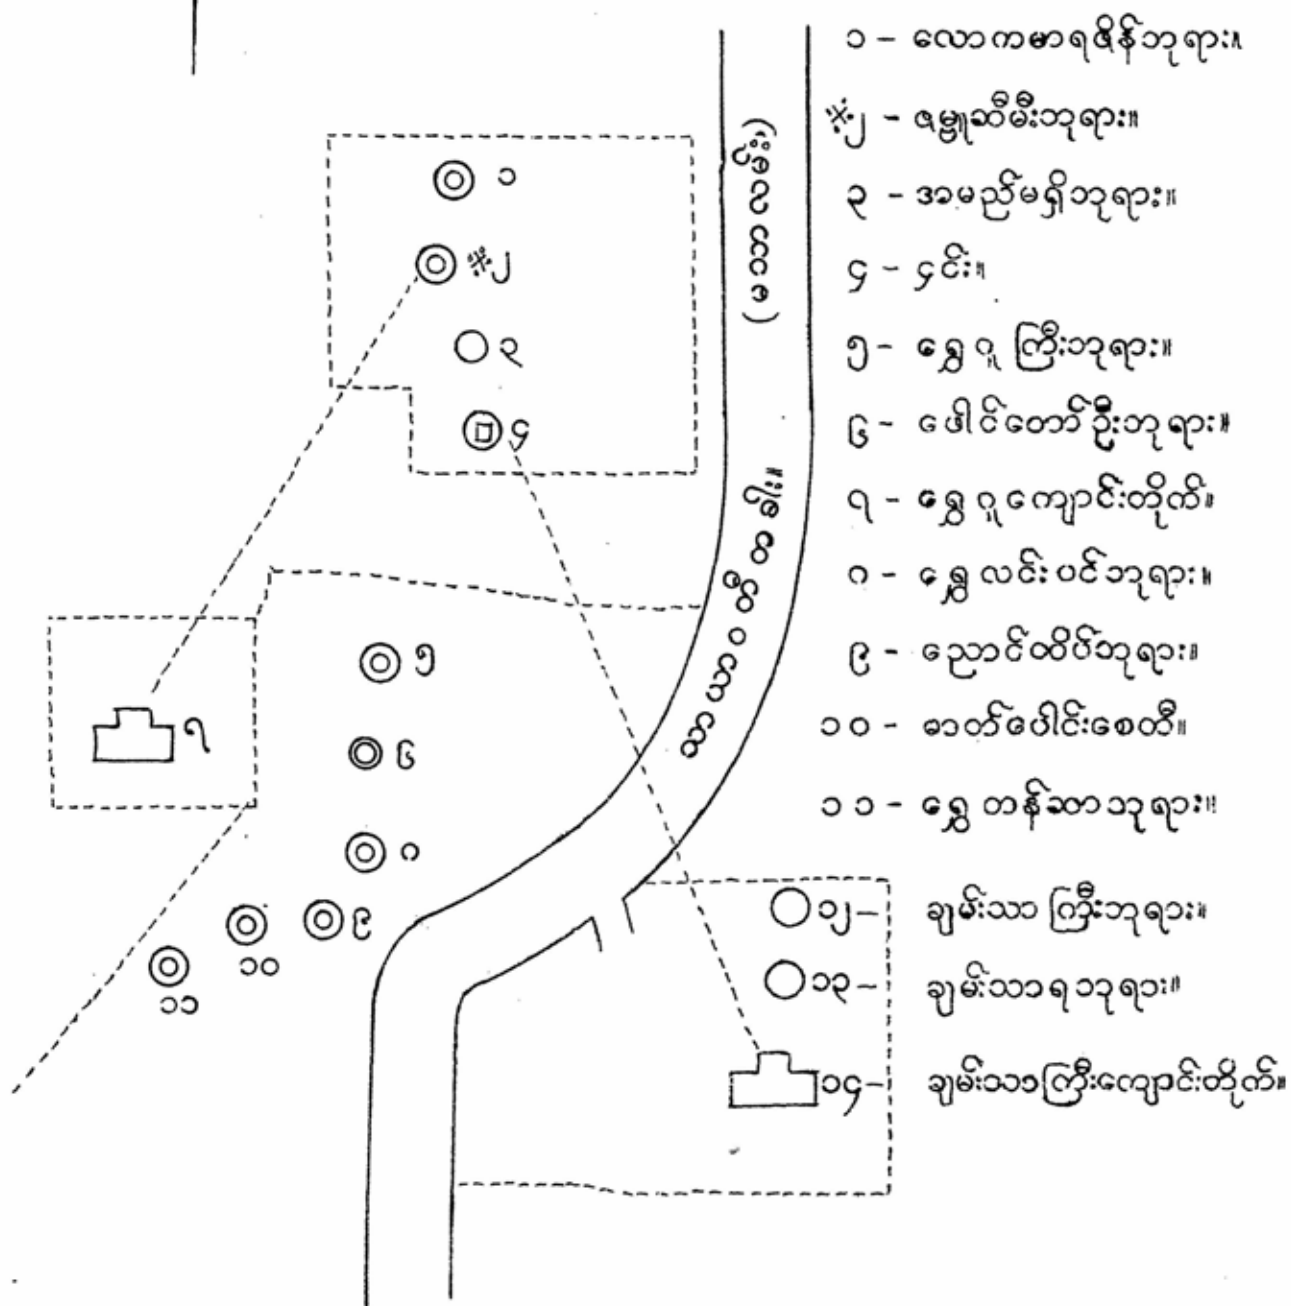 ၁ - လောကမာရဇိန်ဘုရား။
※၂ - ဇမ္ဗူဆီမီးဘုရား။
၃ - အမည်မရှိဘုရား။
၄ - ၄င်း။
၅ - ရွှေဂူကြီးဘုရား။
၆ - ဖေါင်တော်ဦးဘုရား။
၇ - ရွှေဂူကျောင်းတိုက်။
၈ - ရွှေလင်းပင်ဘုရား။
၉ - ညောင်ထိပ်ဘုရား။
၁၀ - ဓာတ်ပေါင်းစေတီ။
၁၁ - ရွှေတန်ဆာဘုရား။
၁၂ - ချမ်းသာကြီးဘုရား။
၁၃ - ချမ်းသာရဘုရား။
၁၄ - ချမ်းသာကြီးကျောင်းတိုက်။
၁
※၂
၃
၄
၅
၆
၇
၈
၉
၁၀
၁၁